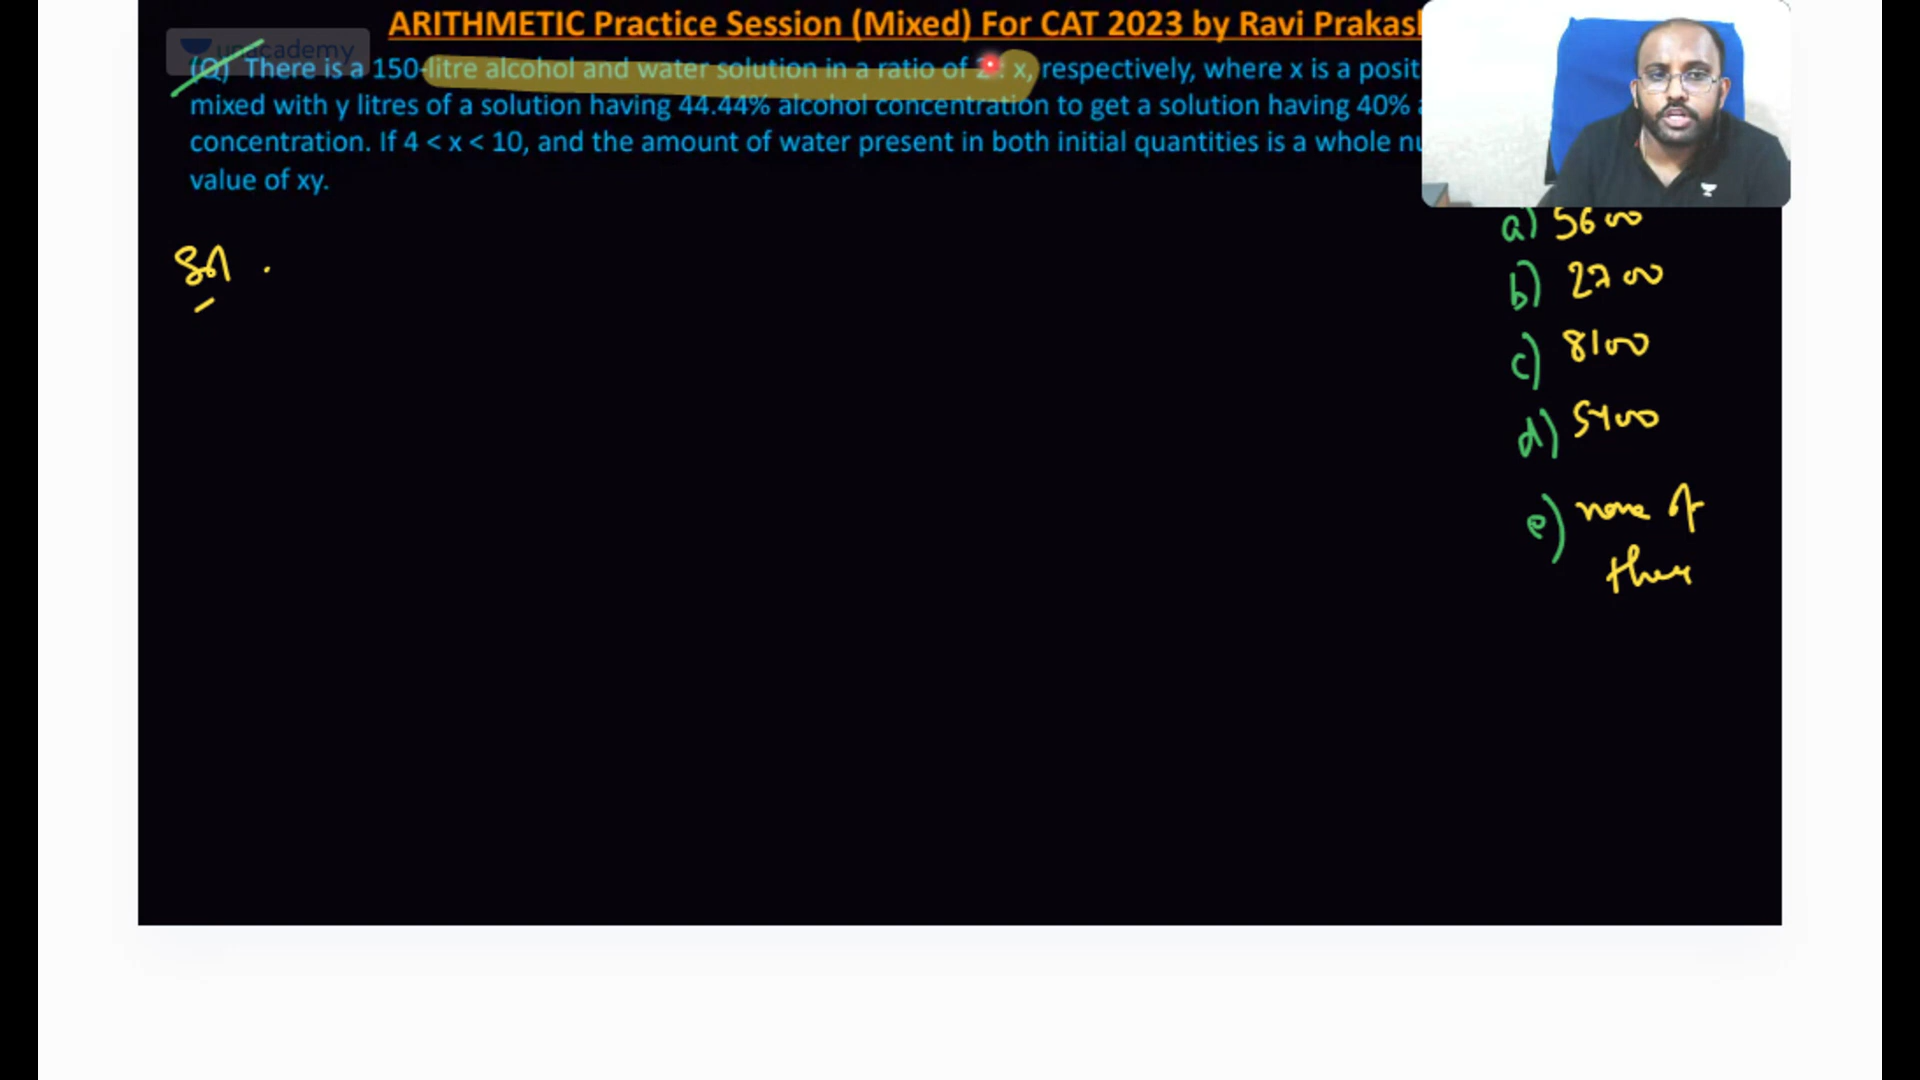 ARITHMETIC Practice Session (Mixed) For CAT 2023 by Ravi Prakash
unacademy
(Q) There is a 150-litre alcohol and water solution in a ratio of 2 : x, respectively, where x is a posit
mixed with y litres of a solution having 44.44% alcohol concentration to get a solution having 40% a
concentration. If 4 < x < 10, and the amount of water present in both initial quantities is a whole nu
value of xy.
Sol.
a) 5600
b) 2700
c) 8100
d) 5400
e) none of
these